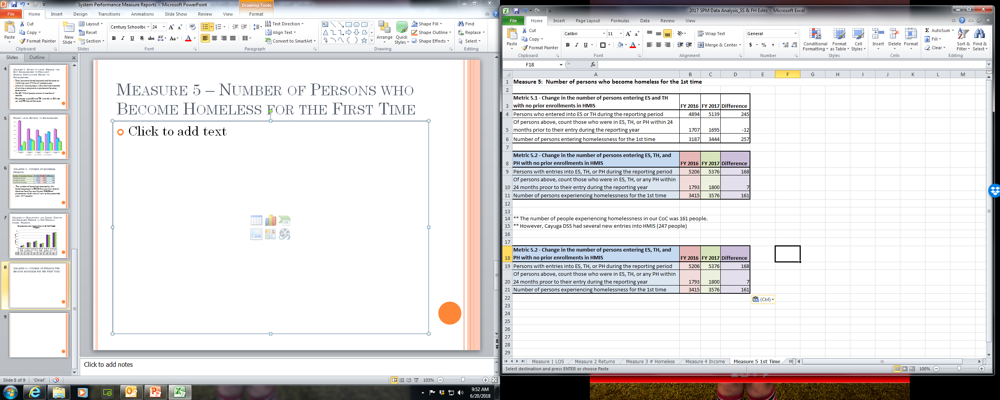 System Performance Measure Reports - Microsoft PowerPoint
Drawing Tools
File Home Insert Design Transitions Animations Slide Show Review View Format
Paste
Cut
Copy
Format Painter
Clipboard
New
Slide
Layout
Reset
Section
Slides
Century Schoolbc 24
B I U S abc AV Aa A
Font
Text Direction
Align Text
Convert to SmartArt
Paragraph
Arrange
Quick
Styles
Shape Fill
Shape Outline
Shape Effects
Drawing
Find
Replace
Select
Editing
Slides Outline
4
Measure 2 - Extent to which Persons who
Exit Homelessness to Permanent
Housing Destinations Return to
Homelessness
5
Project level Returns to Homelessness
6
Measure 3 - Number of Homeless
Persons
7
Measure 4 – Employment and Income Growth
for Homeless Persons in CoC Program-
funded Projects
Employment and Income Growth for CoC Funded
Projects
8
Measure 5 – Number of Persons who
Become Homeless for the First Time
9
Measure 5 – Number of Persons who
Become Homeless for the First Time
Click to add text
Click to add notes
Slide 8 of 9 "Oriel" 103%
2017 SPM Data Analysis_SS & FH Edits - Microsoft Excel
File Home Insert Page Layout Formulas Data Review View
Paste
Cut
Copy
Format Painter
Clipboard
Calibri 11
B I U
Font
Wrap Text
Merge & Center
Alignment
General
$ % ,
Number
Conditional
Formatting
Format
as Table
Cell
Styles
Styles
Insert Delete Format
Cells
AutoSum
Fill
Clear
Sort &
Filter
Find &
Select
Editing
F18 fx
A B C D E F G H I J K L M
1 Measure 5: Number of persons who become homeless for the 1st time
2
Metric 5.1 - Change in the number of persons entering ES and TH
3 with no prior enrollments in HMIS FY 2016 FY 2017 Difference
4 Persons who entered into ES or TH during the reporting period 4894 5139 245
Of persons above, count those who were in ES, TH, or PH within 24
5 months prior to their entry during the reporting year 1707 1695 -12
6 Number of persons entering homelessness for the 1st time 3187 3444 257
7
Metric 5.2 - Change in the number of persons entering ES, TH, and
8 PH with no prior enrollments in HMIS FY 2016 FY 2017 Difference
9 Persons with entries into ES, TH, or PH during the reporting period 5206 5376 168
Of persons above, count those who were in ES, TH, or any PH within
10 24 months proor to their entry during the reporting year 1793 1800 7
11 Number of persons experiencing homelessness for the 1st time 3415 3576 161
12
13
14 ** The number of people experiencing homelessness in our CoC was 161 people.
15 ** However, Cayuga DSS had several new entries into HMIS (247 people)
16
17
Metric 5.2 - Change in the number of persons entering ES, TH, and
18 PH with no prior enrollments in HMIS FY 2016 FY 2017 Difference
19 Persons with entries into ES, TH, or PH during the reporting period 5206 5376 168
Of persons above, count those who were in ES, TH, or any PH within
20 24 months proor to their entry during the reporting year 1793 1800 7
21 Number of persons experiencing homelessness for the 1st time 3415 3576 161
22 (Ctrl)
23
24
25
26
27
28
29
Measure 1 LOS Measure 2 Returns Measure 3 # Homeless Measure 4 Income Measure 5 1st Time M
Select destination and press ENTER or choose Paste 100%
9:52 AM
6/20/2018